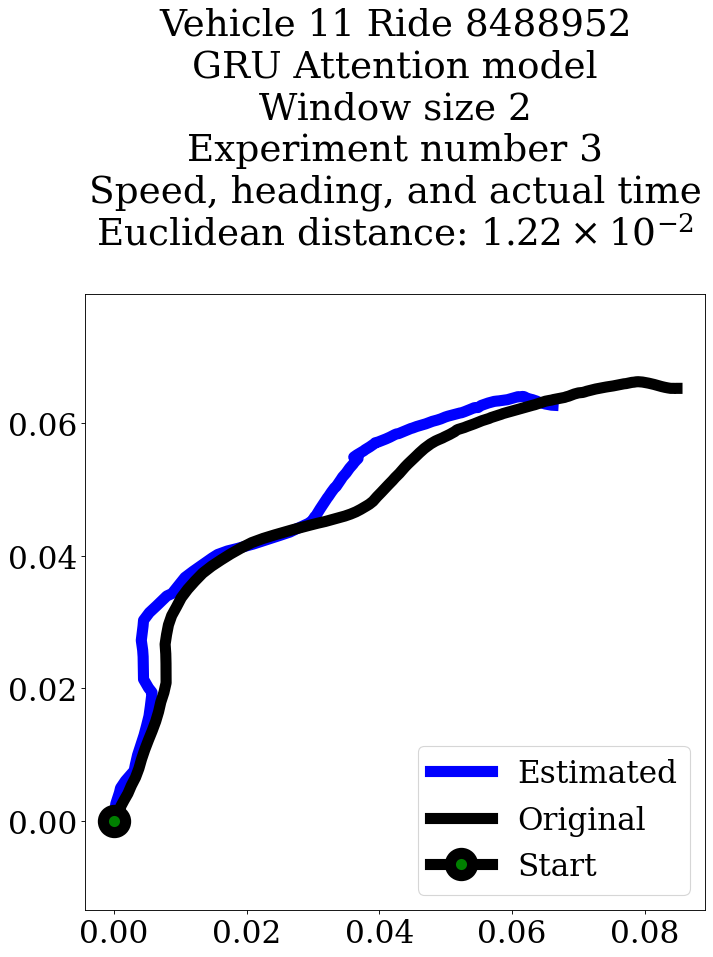 Vehicle 11 Ride 8488952
GRU Attention model
Window size 2
Experiment number 3
Speed, heading, and actual time
Euclidean distance: 1.22 × 10⁻²
0.06
0.04
0.02
0.00
Estimated
Original
Start
0.00 0.02 0.04 0.06 0.08